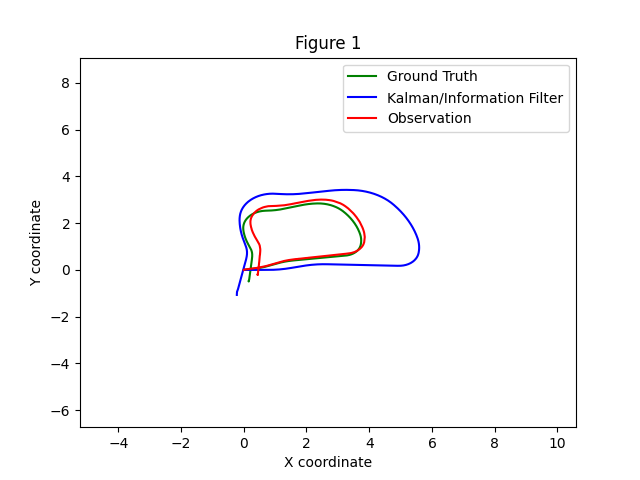 Figure 1
Ground Truth
Kalman/Information Filter
Observation
Y coordinate
8
6
4
2
0
−2
−4
−6
−4
−2
0
2
4
6
8
10
X coordinate